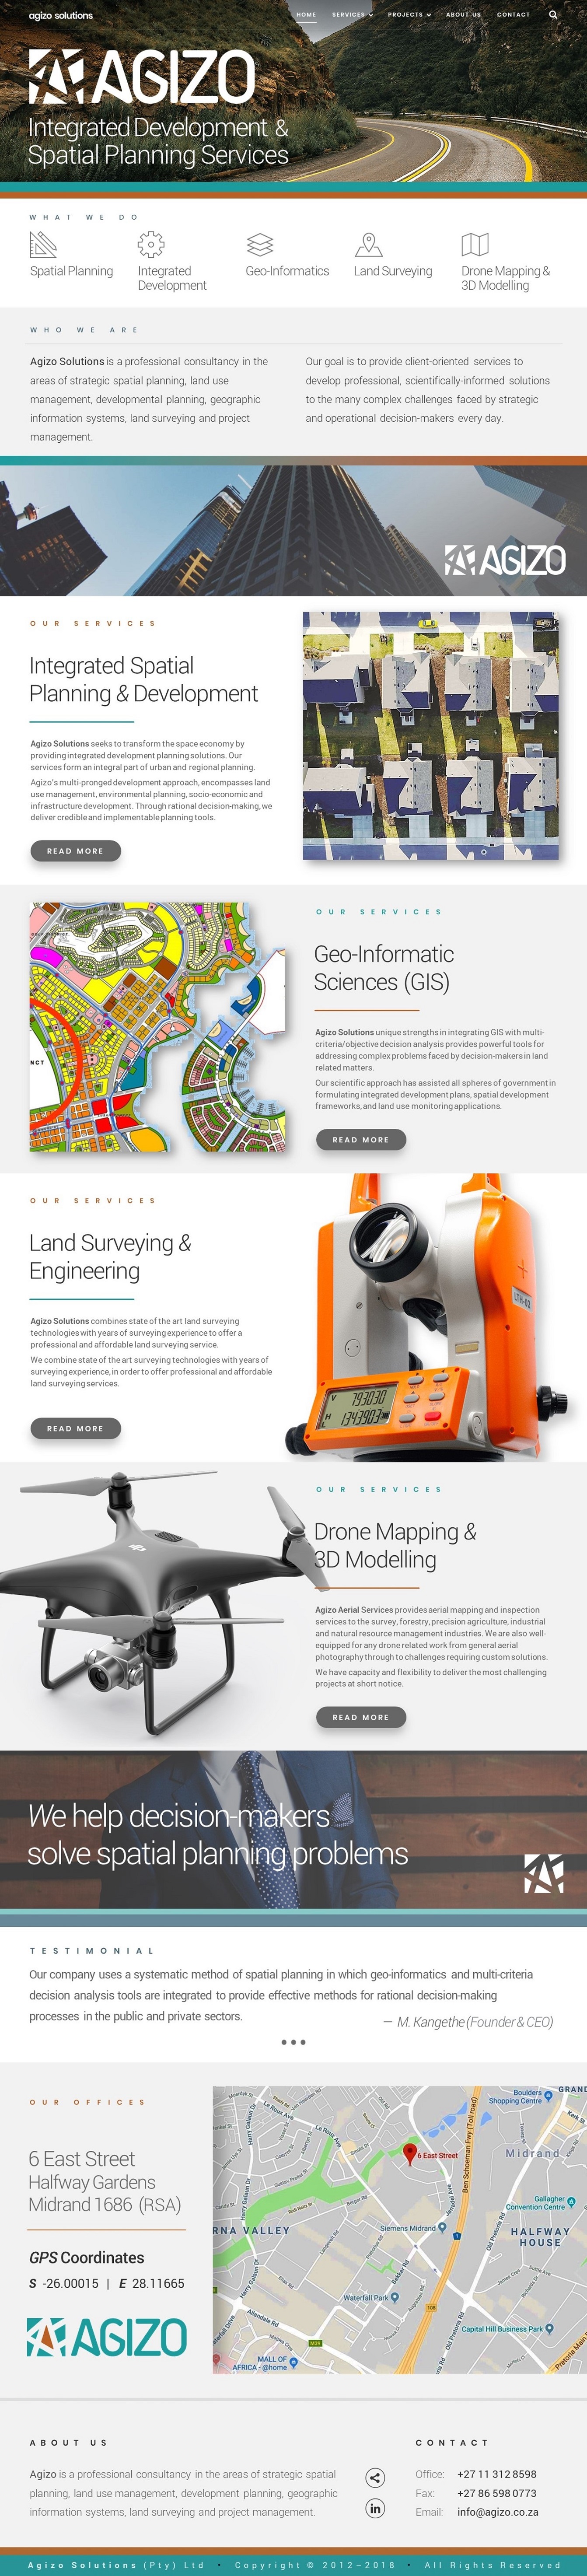 agizo solutions
HOME SERVICES PROJECTS ABOUT US CONTACT
AGIZO
Integrated Development &
Spatial Planning Services
WHAT WE DO
Spatial Planning
Integrated
Development
Geo-Informatics
Land Surveying
Drone Mapping &
3D Modelling
WHO WE ARE
Agizo Solutions is a professional consultancy in the
areas of strategic spatial planning, land use
management, developmental planning, geographic
information systems, land surveying and project
management.
Our goal is to provide client-oriented services to
develop professional, scientifically-informed solutions
to the many complex challenges faced by strategic
and operational decision-makers every day.
AGIZO
OUR SERVICES
Integrated Spatial
Planning & Development
Agizo Solutions seeks to transform the space economy by
providing integrated development planning solutions. Our
services form an integral part of urban and regional planning.
Agizo's multi-pronged development approach, encompasses land
use management, environmental planning, socio-economic and
infrastructure development. Through rational decision-making, we
deliver credible and implementable planning tools.
READ MORE
NCT
OUR SERVICES
Geo-Informatic
Sciences (GIS)
Agizo Solutions unique strengths in integrating GIS with multi-
criteria/objective decision analysis provides powerful tools for
addressing complex problems faced by decision-makers in land
related matters.
Our scientific approach has assisted all spheres of government in
formulating integrated development plans, spatial development
frameworks, and land use monitoring applications.
READ MORE
OUR SERVICES
Land Surveying &
Engineering
Agizo Solutions combines state of the art land surveying
technologies with years of surveying experience to offer a
professional and affordable land surveying service.
We combine state of the art surveying technologies with years of
surveying experience, in order to offer professional and affordable
land surveying services.
READ MORE
LTH-02
V
H
OUR SERVICES
Drone Mapping &
3D Modelling
Agizo Aerial Services provides aerial mapping and inspection
services to the survey, forestry, precision agriculture, industrial
and natural resource management industries. We are also well-
equipped for any drone related work from general aerial
photography through to challenges requiring custom solutions.
We have capacity and flexibility to deliver the most challenging
projects at short notice.
READ MORE
We help decision-makers
solve spatial planning problems
TESTIMONIAL
Our company uses a systematic method of spatial planning in which geo-informatics and multi-criteria
decision analysis tools are integrated to provide effective methods for rational decision-making
processes in the public and private sectors.
— M. Kangethe (Founder & CEO)
OUR OFFICES
6 East Street
Halfway Gardens
Midrand 1686 (RSA)
GPS Coordinates
S -26.00015 | E 28.11665
AGIZO
Boulders
Shopping Centre
GRAND
Le Roux Ave
Harry Galaun Dr
6 East Street
Ben Schoeman Fwy (Toll road)
Midrand
Gallagher
Convention Centre
RNA VALLEY
Siemens Midrand
HALFWAY
HOUSE
Waterfall Park
Allandale Rd
Old Pretoria Rd
Capital Hill Business Park
M39
MALL OF
AFRICA - @home
ABOUT US
Agizo is a professional consultancy in the areas of strategic spatial
planning, land use management, development planning, geographic
information systems, land surveying and project management.
CONTACT
Office: +27 11 312 8598
Fax: +27 86 598 0773
Email: info@agizo.co.za
Agizo Solutions (Pty) Ltd • Copyright © 2012–2018 • All Rights Reserved